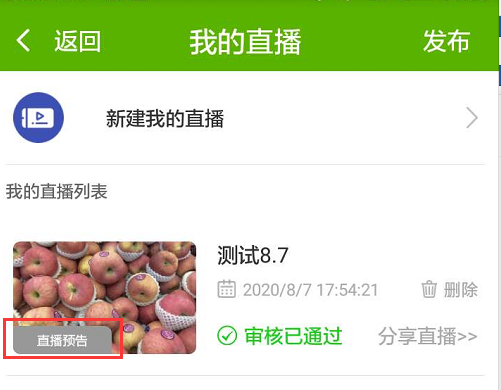 返回 我的直播 发布
新建我的直播
我的直播列表
测试8.7
2020/8/7 17:54:21 删除
直播预告
审核已通过 分享直播>>